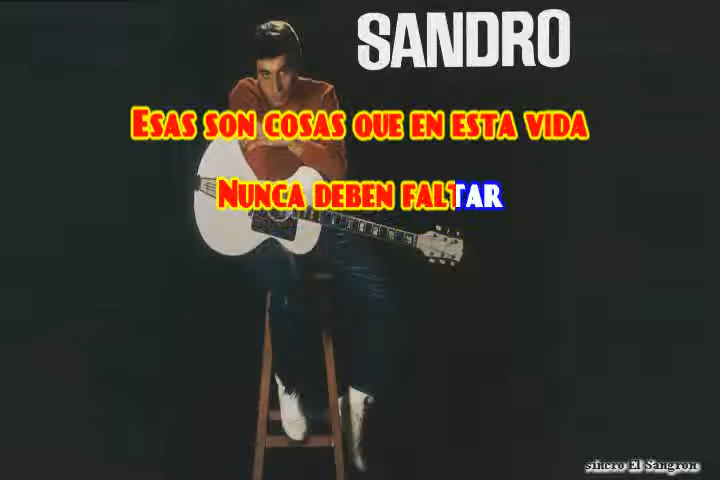 SANDRO
ESAS SON COSAS QUE EN ESTA VIDA
NUNCA DEBEN FALTAR
sincro El Sangron